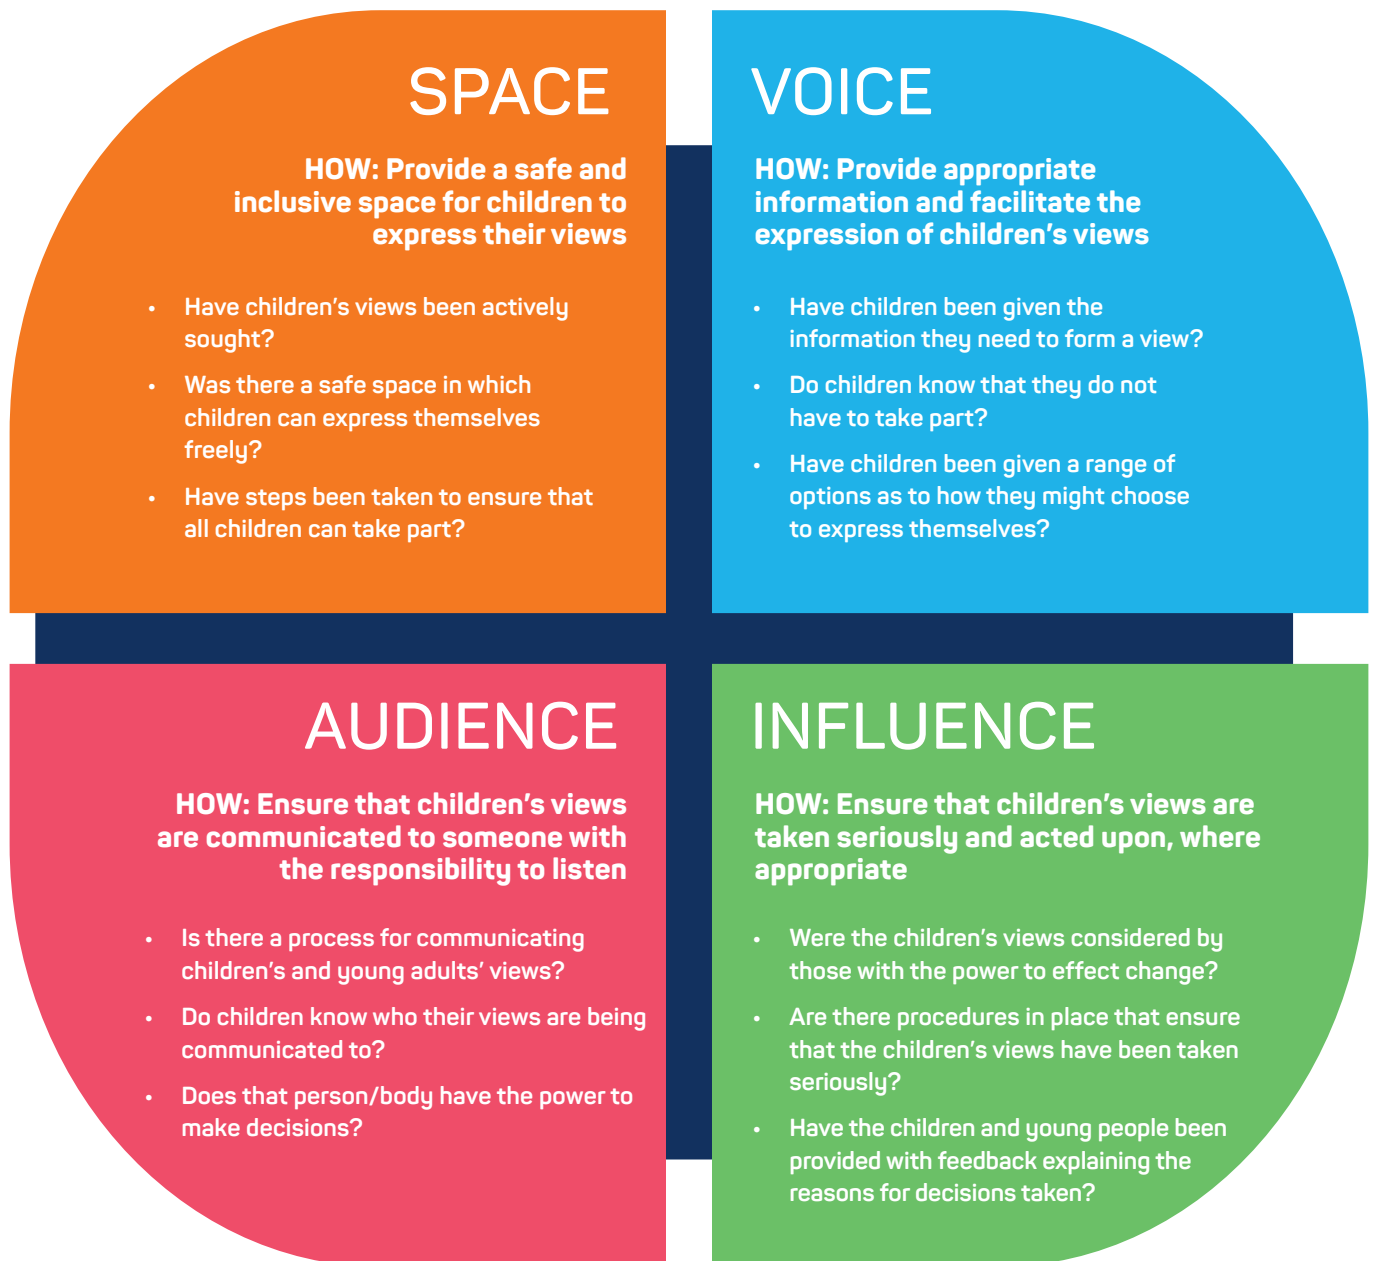 SPACE
HOW: Provide a safe and
inclusive space for children to
express their views
• Have children's views been actively
sought?
• Was there a safe space in which
children can express themselves
freely?
• Have steps been taken to ensure that
all children can take part?
VOICE
HOW: Provide appropriate
information and facilitate the
expression of children's views
• Have children been given the
information they need to form a view?
• Do children know that they do not
have to take part?
• Have children been given a range of
options as to how they might choose
to express themselves?
AUDIENCE
HOW: Ensure that children's views
are communicated to someone with
the responsibility to listen
• Is there a process for communicating
children's and young adults' views?
• Do children know who their views are being
communicated to?
• Does that person/body have the power to
make decisions?
INFLUENCE
HOW: Ensure that children's views are
taken seriously and acted upon, where
appropriate
• Were the children's views considered by
those with the power to effect change?
• Are there procedures in place that ensure
that the children's views have been taken
seriously?
• Have the children and young people been
provided with feedback explaining the
reasons for decisions taken?